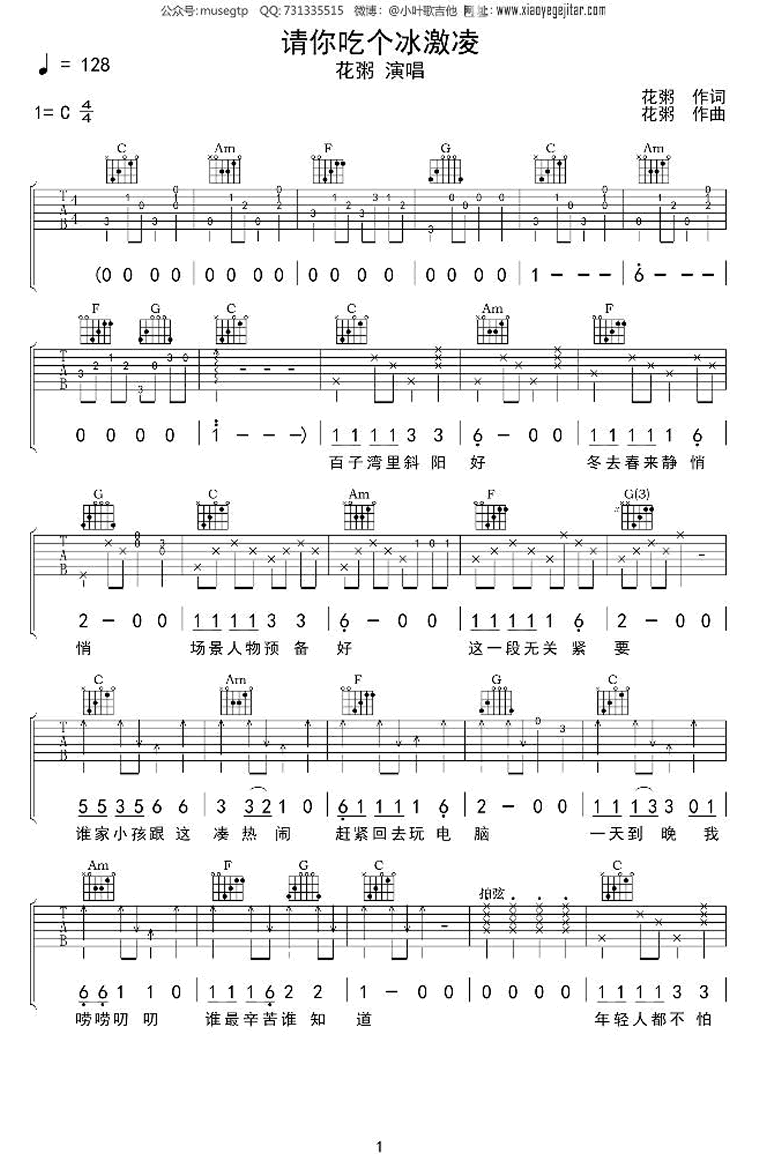 公众号:musegtp QQ:731335515 微博:@小叶歌吉他 网址:www.xiaoyegejitar.com
请你吃个冰激凌
♩= 128
花粥 演唱
花粥 作词
1= C 4/4
花粥 作曲
C Am F G C Am
T A B 4 4
(0 0 0 0 | 0 0 0 0 | 0 0 0 0 | 0 0 0 0 | 1 - - - | 6 - - -
F G C C Am F
T A B
0 0 0 0 | 1 - - -) | 1 1 1 1 3 3 | 6 - 0 0 | 1 1 1 1 1 6
百子湾里斜阳好 冬去春来静悄
G C Am F G(3)
T A B
2 - 0 0 | 1 1 1 1 3 3 | 6 - 0 0 | 1 1 1 1 1 6 | 2 - 0 0
悄 场景人物预备好 这一段无关紧要
C Am F G C
T A B
5 5 3 5 6 6 | 3 3 2 1 0 | 6 1 1 1 1 6 | 2 - 0 0 | 1 1 1 3 3 0 1
谁家小孩跟这凑热闹 赶紧回去玩电脑 一天到晚我
Am F G C 拍弦 C
T A B
6 6 1 1 0 | 1 1 1 6 2 2 | 1 - 0 0 | 0 0 0 0 | 1 1 1 1 3 3
唠唠叨叨 谁最辛苦谁知道 年轻人都不怕
1